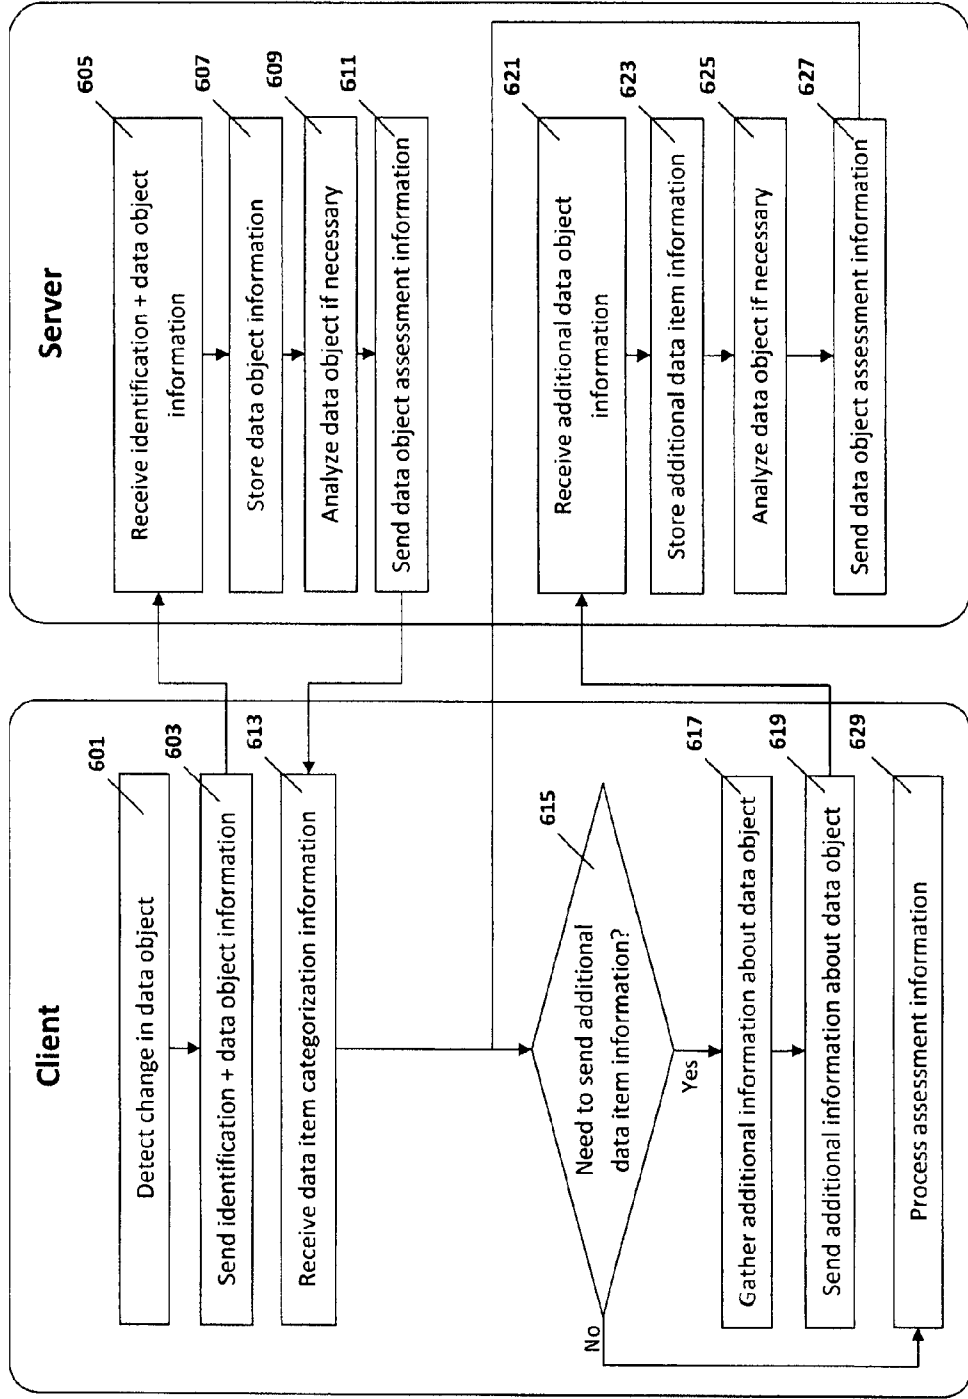 Client
601
Detect change in data object
603
Send identification + data object information
613
Receive data item categorization information
615
Need to send additional
data item information?
Yes
No
617
Gather additional information about data object
619
Send additional information about data object
629
Process assessment information
Server
605
Receive identification + data object
information
607
Store data object information
609
Analyze data object if necessary
611
Send data object assessment information
621
Receive additional data object
information
623
Store additional data item information
625
Analyze data object if necessary
627
Send data object assessment information